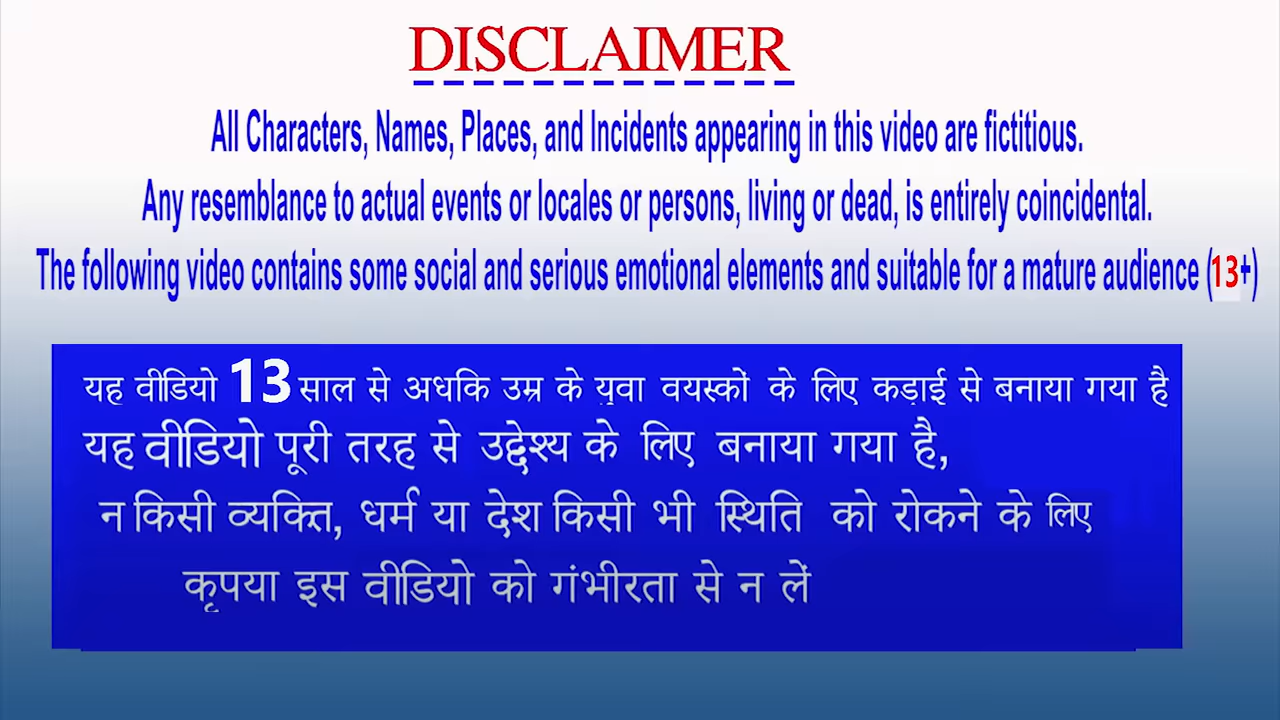 DISCLAIMER
All Characters, Names, Places, and Incidents appearing in this video are fictitious.
Any resemblance to actual events or locales or persons, living or dead, is entirely coincidental.
The following video contains some social and serious emotional elements and suitable for a mature audience (13+)
यह वीडियो 13 साल से अधकि उम्र के युवा वयस्कों के लिए कड़ाई से बनाया गया है
यह वीडियो पूरी तरह से उद्देश्य के लिए बनाया गया है,
न किसी व्यक्ति, धर्म या देश किसी भी स्थिति को रोकने के लिए
कृपया इस वीडियो को गंभीरता से न लें